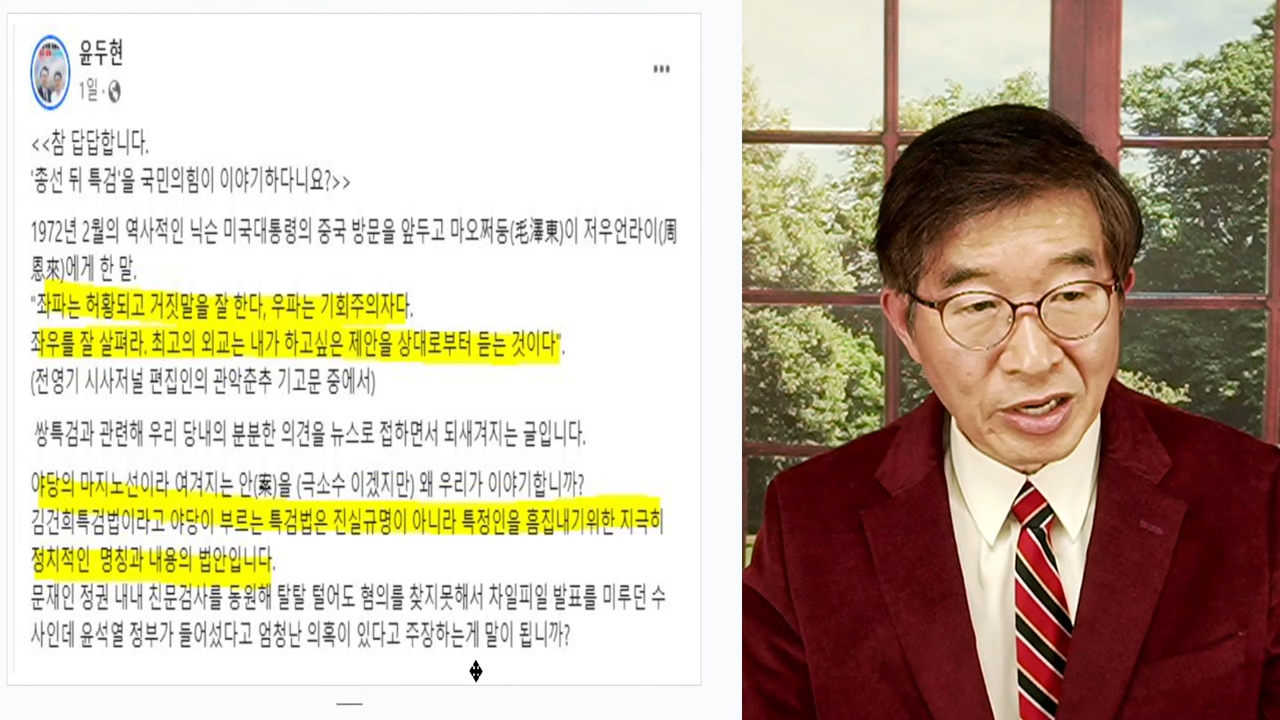 윤두현
1일 ·
<<참 답답합니다.
'총선 뒤 특검'을 국민의힘이 이야기하다니요?>>
1972년 2월의 역사적인 닉슨 미국대통령의 중국 방문을 앞두고 마오쩌둥(毛澤東)이 저우언라이(周
恩來)에게 한 말.
"좌파는 허황되고 거짓말을 잘 한다, 우파는 기회주의자다.
좌우를 잘 살펴라. 최고의 외교는 내가 하고싶은 제안을 상대로부터 듣는 것이다".
(전영기 시사저널 편집인의 관악춘추 기고문 중에서)
쌍특검과 관련해 우리 당내의 분분한 의견을 뉴스로 접하면서 되새겨지는 글입니다.
야당의 마지노선이라 여겨지는 안(案)을 (극소수 이겠지만) 왜 우리가 이야기합니까?
김건희특검법이라고 야당이 부르는 특검법은 진실규명이 아니라 특정인을 흠집내기위한 지극히
정치적인 명칭과 내용의 법안입니다.
문재인 정권 내내 친문검사를 동원해 탈탈 털어도 혐의를 찾지못해서 차일피일 발표를 미루던 수
사인데 윤석열 정부가 들어섰다고 엄청난 의혹이 있다고 주장하는게 말이 됩니까?